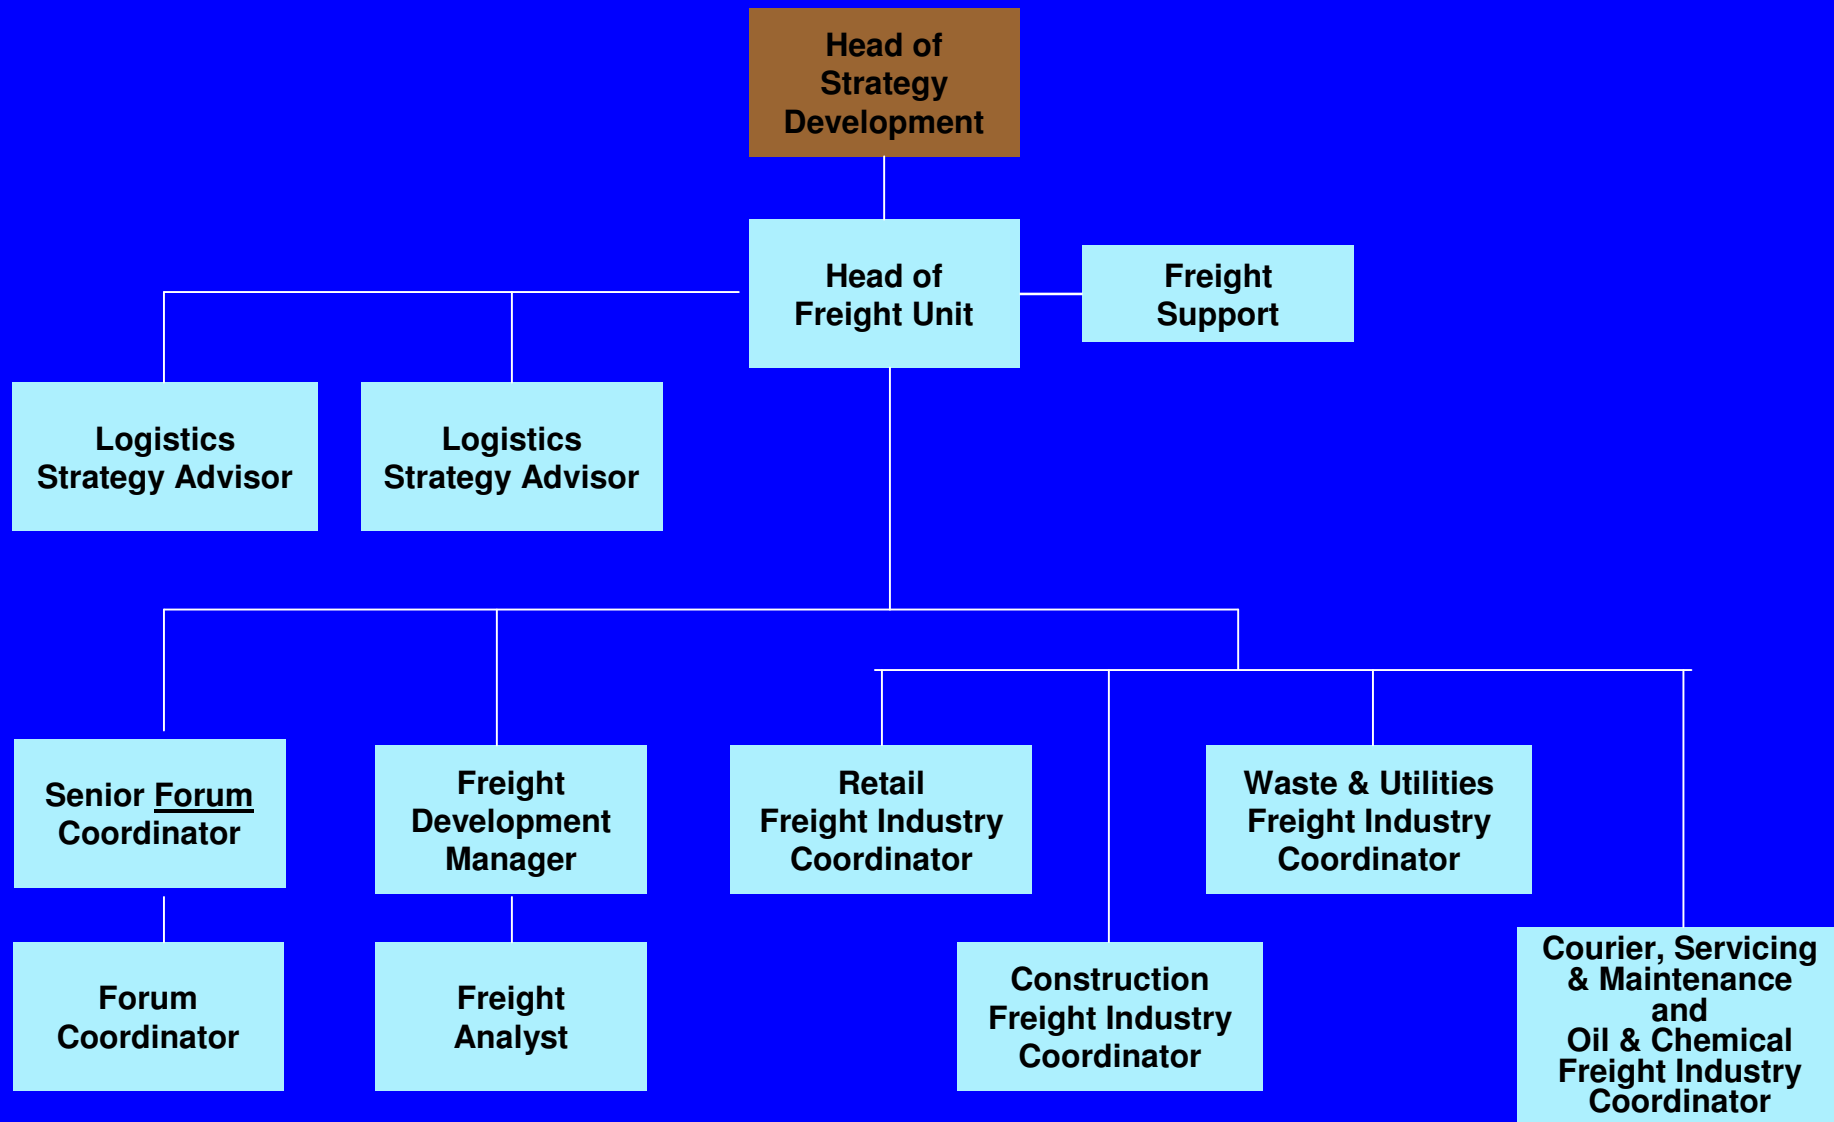 Head of
Strategy
Development
Head of
Freight Unit
Freight
Support
Logistics
Strategy Advisor
Logistics
Strategy Advisor
Senior Forum
Coordinator
Freight
Development
Manager
Retail
Freight Industry
Coordinator
Waste & Utilities
Freight Industry
Coordinator
Forum
Coordinator
Freight
Analyst
Construction
Freight Industry
Coordinator
Courier, Servicing
& Maintenance
and
Oil & Chemical
Freight Industry
Coordinator